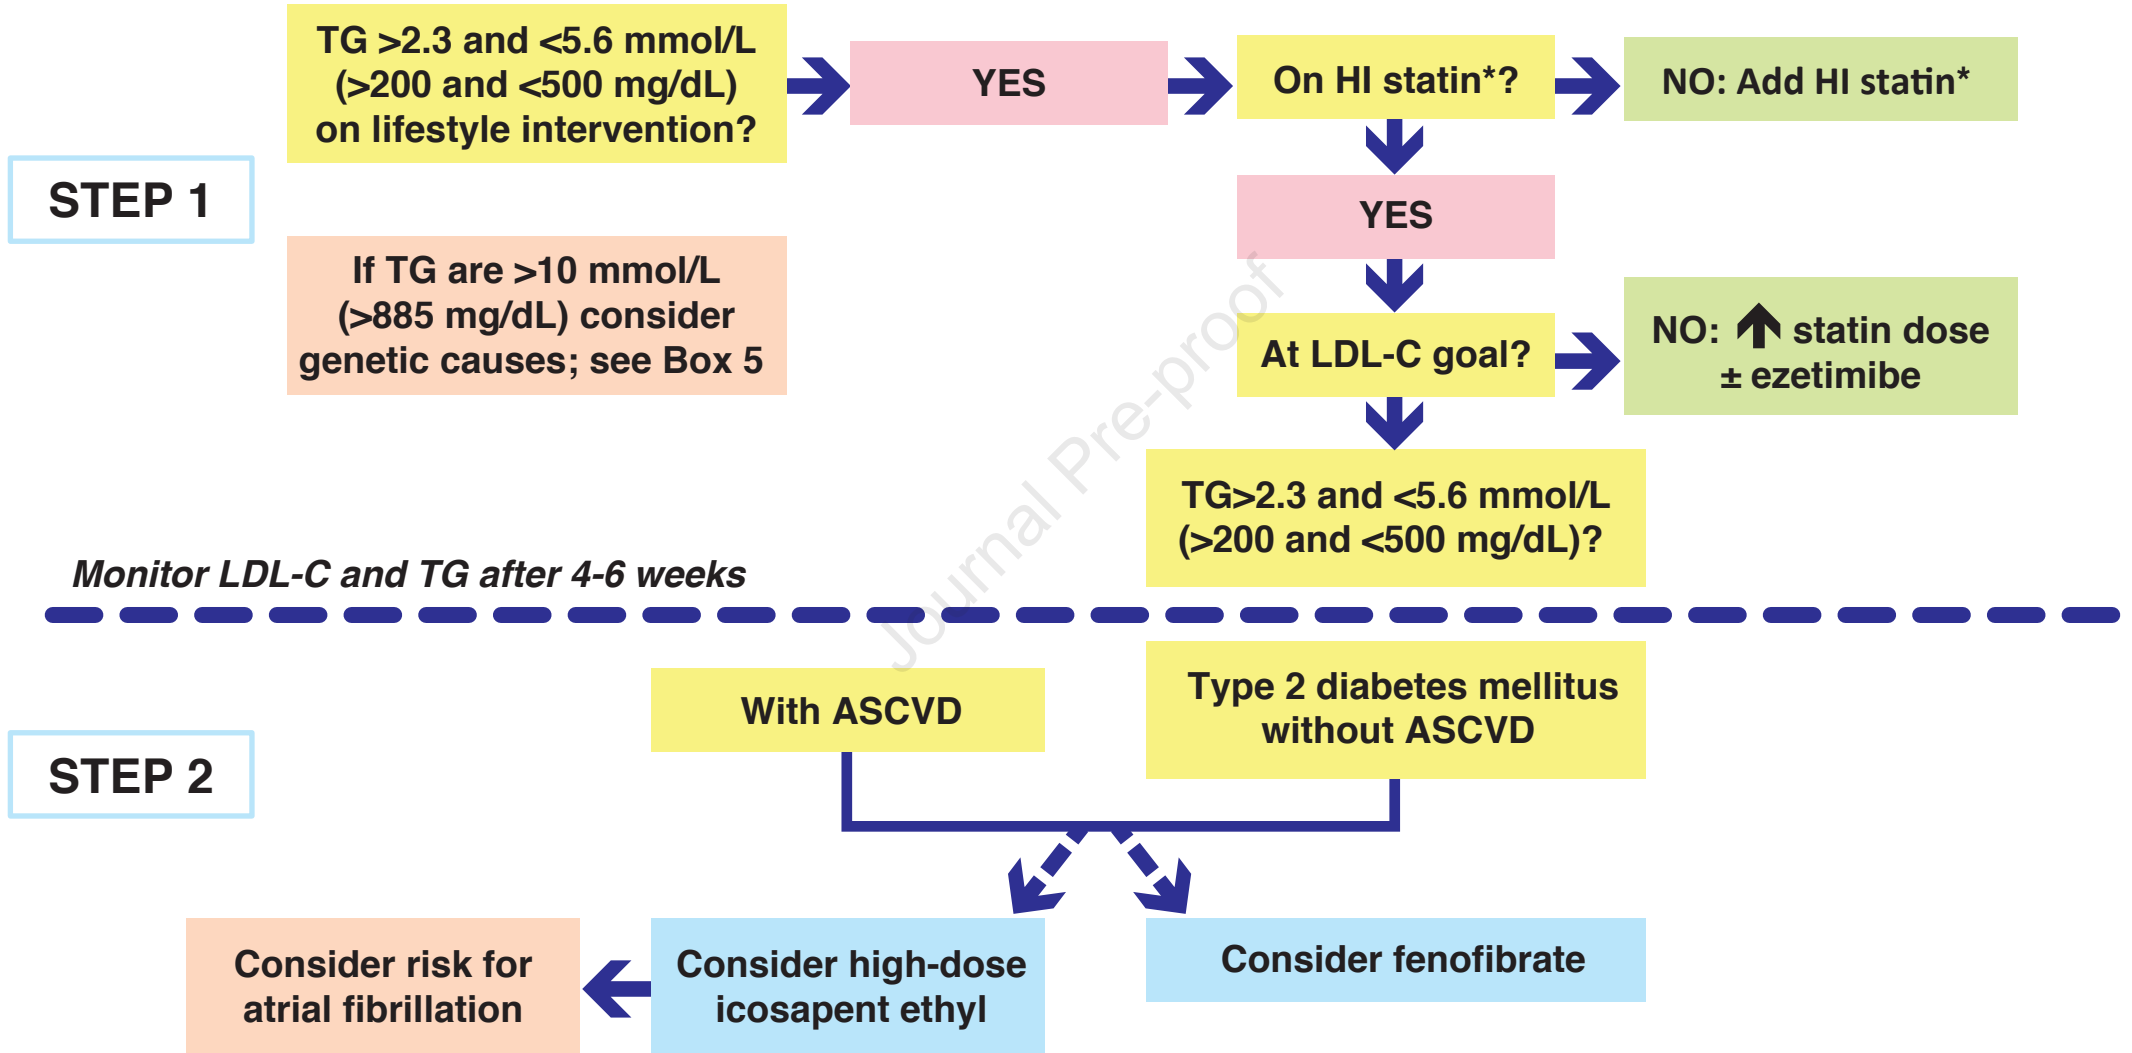 TG >2.3 and <5.6 mmol/L
(>200 and <500 mg/dL)
on lifestyle intervention?
YES
On HI statin*?
NO: Add HI statin*
STEP 1
YES
If TG are >10 mmol/L
(>885 mg/dL) consider
genetic causes; see Box 5
At LDL-C goal?
NO: ↑ statin dose
± ezetimibe
TG>2.3 and <5.6 mmol/L
(>200 and <500 mg/dL)?
Journal Pre-proof
Monitor LDL-C and TG after 4-6 weeks
With ASCVD
Type 2 diabetes mellitus
without ASCVD
STEP 2
Consider risk for
atrial fibrillation
Consider high-dose
icosapent ethyl
Consider fenofibrate